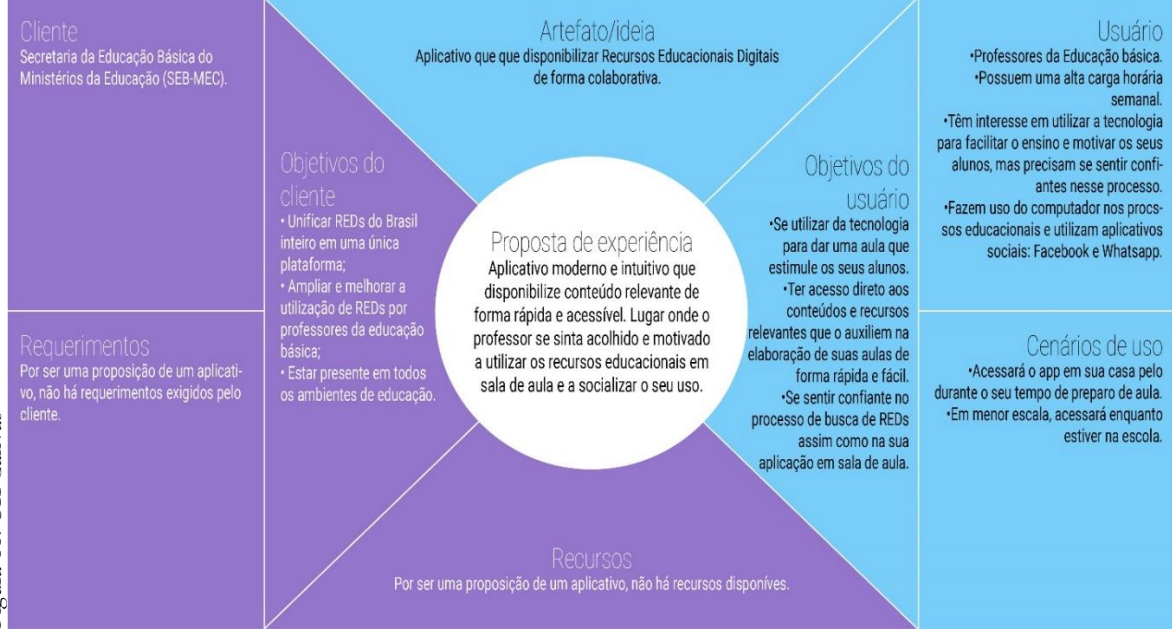 Cliente
Secretaria da Educação Básica do
Ministérios da Educação (SEB-MEC).
Requerimentos
Por ser uma proposição de um aplicati-
vo, não há requerimentos exigidos pelo
cliente.
Objetivos do
cliente
• Unificar REDs do Brasil
inteiro em uma única
plataforma;
• Ampliar e melhorar a
utilização de REDs por
professores da educação
básica;
• Estar presente em todos
os ambientes de educação.
Artefato/ideia
Aplicativo que que disponibilizar Recursos Educacionais Digitais
de forma colaborativa.
Proposta de experiência
Aplicativo moderno e intuitivo que
disponibilize conteúdo relevante de
forma rápida e acessível. Lugar onde o
professor se sinta acolhido e motivado
a utilizar os recursos educacionais em
sala de aula e a socializar o seu uso.
Recursos
Por ser uma proposição de um aplicativo, não há recursos disponíves.
Objetivos do
usuário
•Se utilizar da tecnologia
para dar uma aula que
estimule os seus alunos.
•Ter acesso direto aos
conteúdos e recursos
relevantes que o auxiliem na
elaboração de suas aulas de
forma rápida e fácil.
•Se sentir confiante no
processo de busca de REDs
assim como na sua
aplicação em sala de aula.
Usuário
•Professores da Educação básica.
•Possuem uma alta carga horária
semanal.
•Têm interesse em utilizar a tecnologia
para facilitar o ensino e motivar os seus
alunos, mas precisam se sentir confi-
antes nesse processo.
•Fazem uso do computador nos procs-
sos educacionais e utilizam aplicativos
sociais: Facebook e Whatsapp.
Cenários de uso
•Acessará o app em sua casa pelo
durante o seu tempo de preparo de aula.
•Em menor escala, acessará enquanto
estiver na escola.